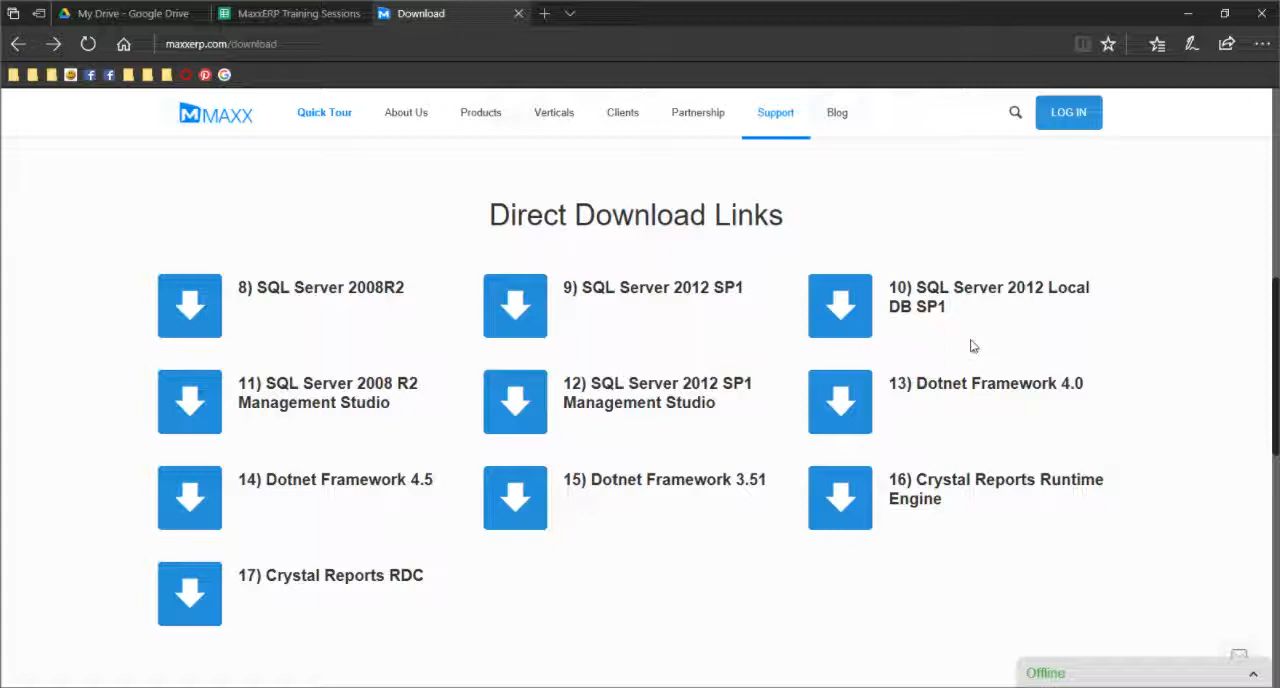 My Drive - Google Drive
MaxxERP Training Sessions
Download
maxxerp.com/download
MAXX
Quick Tour
About Us
Products
Verticals
Clients
Partnership
Support
Blog
LOG IN
Direct Download Links
8) SQL Server 2008R2
9) SQL Server 2012 SP1
10) SQL Server 2012 Local
DB SP1
11) SQL Server 2008 R2
Management Studio
12) SQL Server 2012 SP1
Management Studio
13) Dotnet Framework 4.0
14) Dotnet Framework 4.5
15) Dotnet Framework 3.51
16) Crystal Reports Runtime
Engine
17) Crystal Reports RDC
Offline